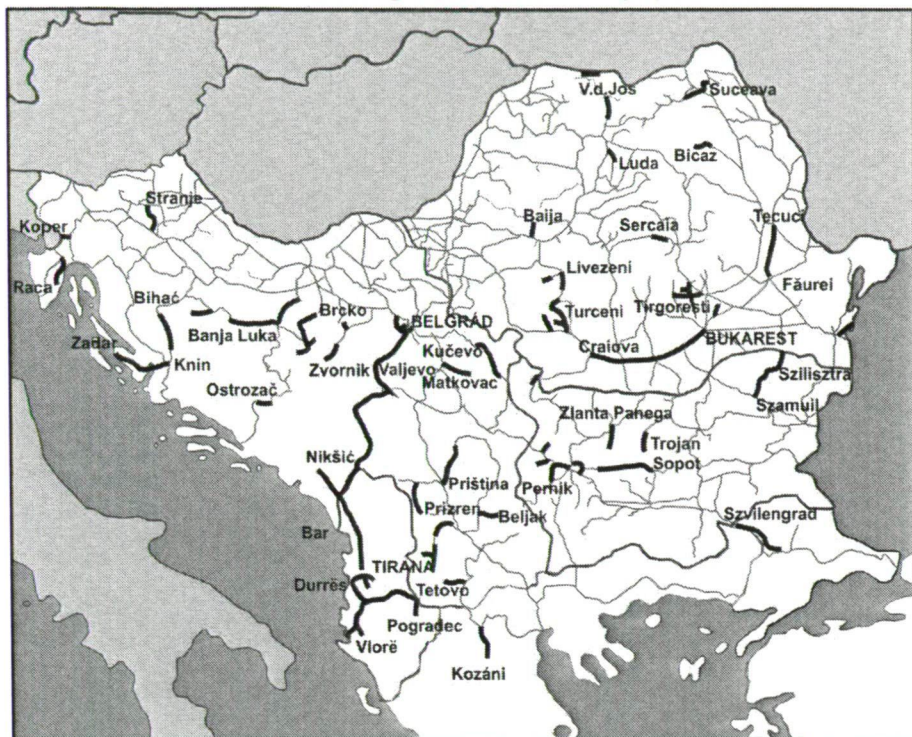 V.d.Jos
Suceava
Luda
Bicaz
Stranje
Koper
Baija
Sercaia
Tecuci
Raca
Livezeni
Bihać
Făurei
Brcko
Turceni
Tirgoresti
Banja Luka
BELGRÁD
Zadar
Craiova
BUKAREST
Kučevo
Knin
Zvornik
Valjevo
Szilisztra
Matkovac
Ostrozač
Szamuil
Zlanta Panega
Trojan
Nikšić
Sopot
Priština
Pernik
Prizren
Beljak
Szvilengrad
Bar
TIRANA
Durrës
Tetovo
Pogradec
Vlorë
Kozáni